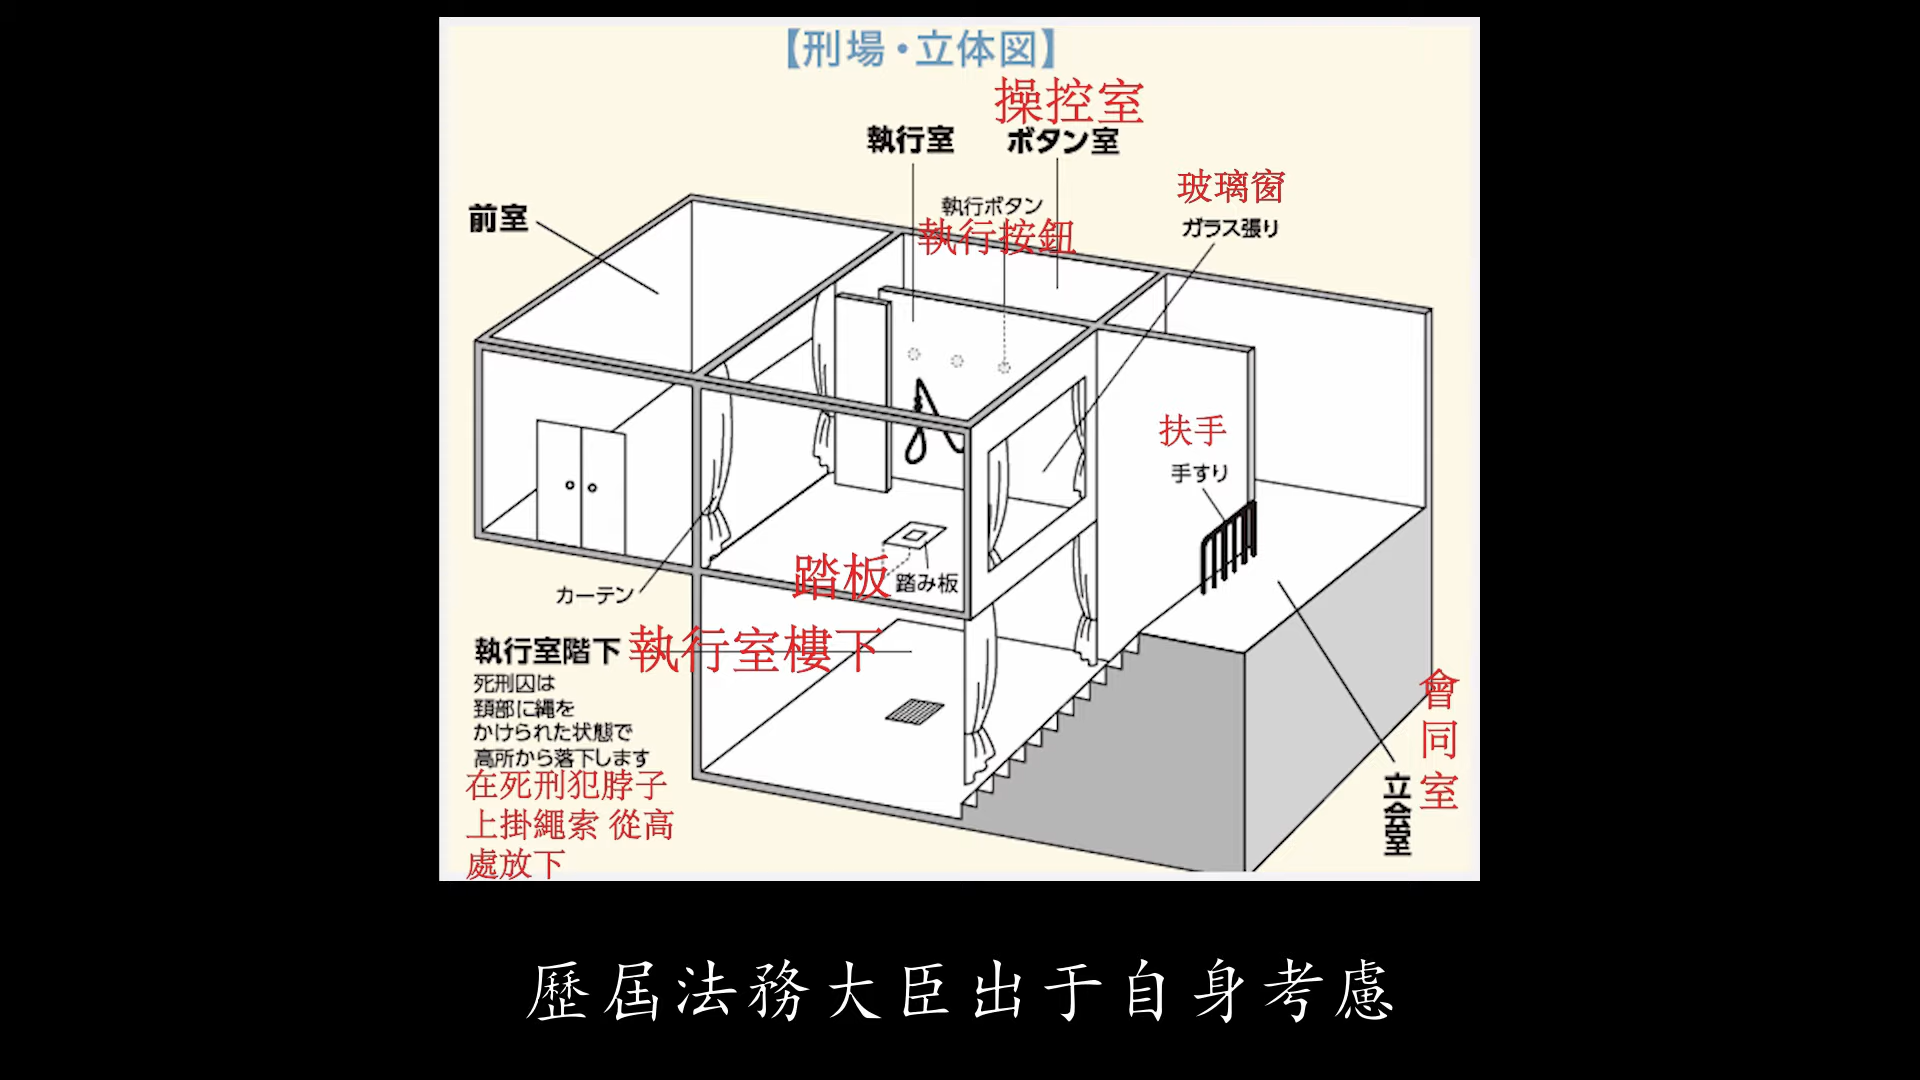 【刑場・立体図】
操控室
執行室
ボタン室
玻璃窗
執行ボタン
前室
ガラス張り
執行按鈕
扶手
手すり
踏板
踏み板
カーテン
執行室階下
執行室樓下
死刑囚は
頚部に縄を
かけられた状態で
高所から落下します
在死刑犯脖子
上掛繩索 從高
處放下
會同室
立会室
歷屆法務大臣出于自身考慮